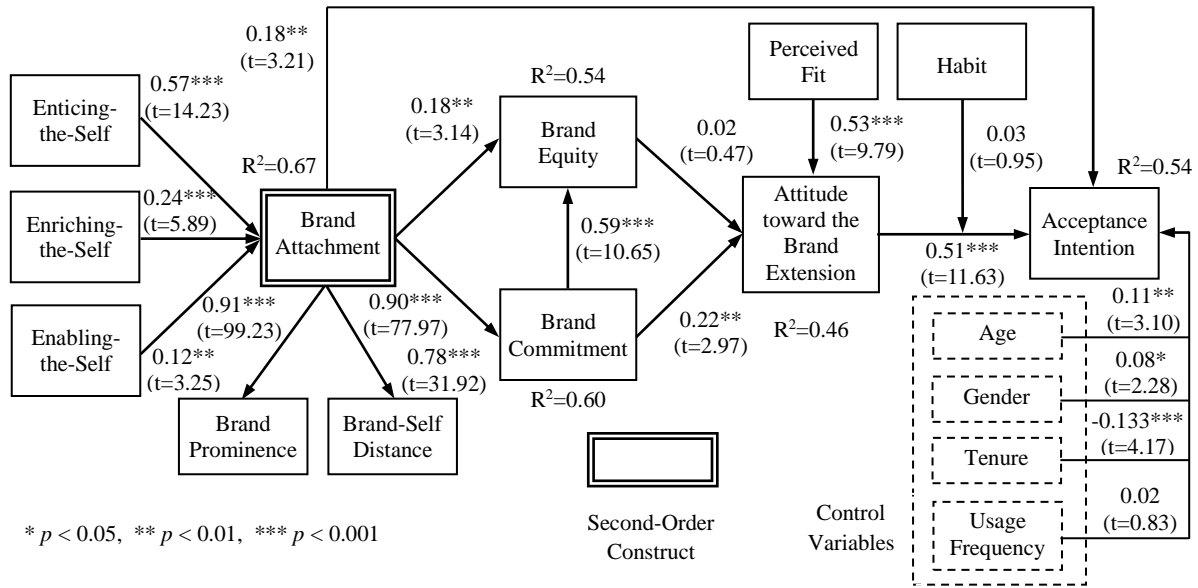 0.18**
(t=3.21)
Enticing-
the-Self
0.57***
(t=14.23)
Enriching-
the-Self
0.24***
(t=5.89)
Enabling-
the-Self
0.12**
(t=3.25)
R²=0.67
Brand
Attachment
0.91***
(t=99.23)
0.90***
(t=77.97)
Brand
Prominence
Brand-Self
Distance
0.18**
(t=3.14)
0.78***
(t=31.92)
R²=0.54
Brand
Equity
0.59***
(t=10.65)
Brand
Commitment
R²=0.60
0.02
(t=0.47)
0.22**
(t=2.97)
Perceived
Fit
0.53***
(t=9.79)
Attitude
toward the
Brand
Extension
R²=0.46
Habit
0.03
(t=0.95)
0.51***
(t=11.63)
R²=0.54
Acceptance
Intention
Age
0.11**
(t=3.10)
Gender
0.08*
(t=2.28)
Tenure
-0.133***
(t=4.17)
Usage
Frequency
0.02
(t=0.83)
Control
Variables
Second-Order
Construct
* p < 0.05, ** p < 0.01, *** p < 0.001